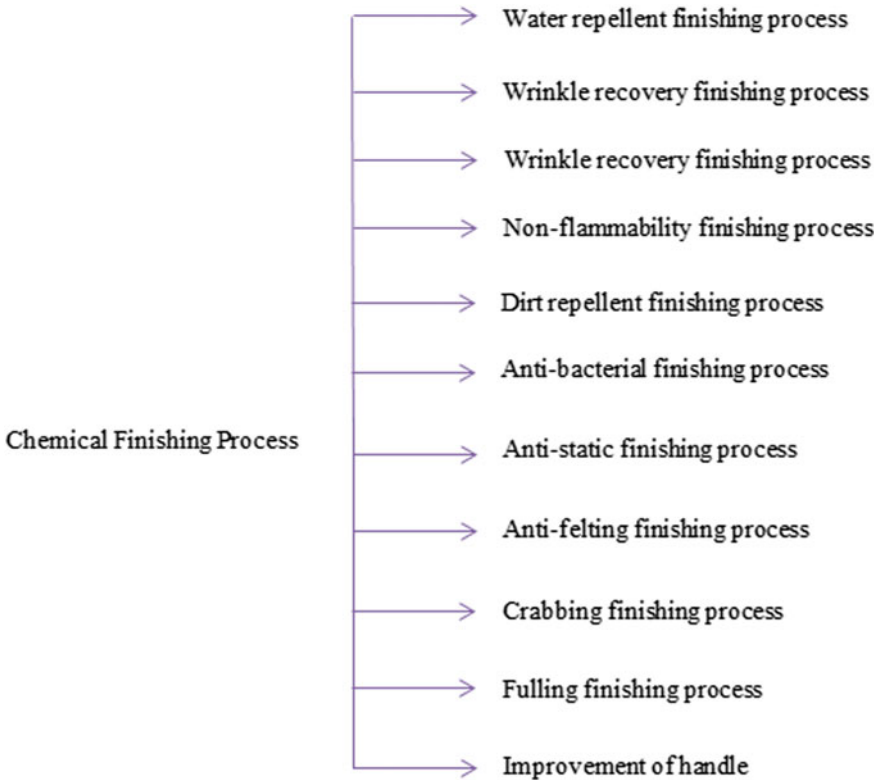 Water repellent finishing process
Wrinkle recovery finishing process
Wrinkle recovery finishing process
Non-flammability finishing process
Dirt repellent finishing process
Anti-bacterial finishing process
Chemical Finishing Process
Anti-static finishing process
Anti-felting finishing process
Crabbing finishing process
Fulling finishing process
Improvement of handle